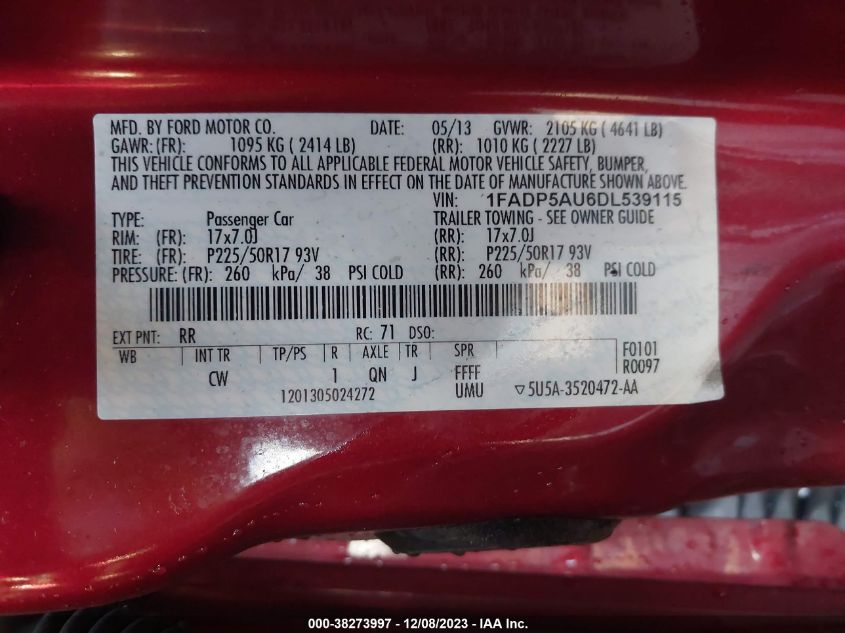 MFD. BY FORD MOTOR CO. DATE: 05/13 GVWR: 2105 KG ( 4641 LB)
GAWR: (FR): 1095 KG ( 2414 LB) (RR): 1010 KG ( 2227 LB)
THIS VEHICLE CONFORMS TO ALL APPLICABLE FEDERAL MOTOR VEHICLE SAFETY, BUMPER,
AND THEFT PREVENTION STANDARDS IN EFFECT ON THE DATE OF MANUFACTURE SHOWN ABOVE.
VIN: 1FADP5AU6DL539115
TYPE: Passenger Car TRAILER TOWING - SEE OWNER GUIDE
RIM: (FR): 17x7.0J (RR): 17x7.0J
TIRE: (FR): P225/50R17 93V (RR): P225/50R17 93V
PRESSURE: (FR): 260 kPa/ 38 PSI COLD (RR): 260 kPa/ 38 PSI COLD
EXT PNT: RR RC: 71 DSO:
WB INT TR TP/PS R AXLE TR SPR F0101
CW 1 QN J FFFF R0097
1201305024272 UMU ▽5U5A-3520472-AA
000-38273997 - 12/08/2023 - IAA Inc.